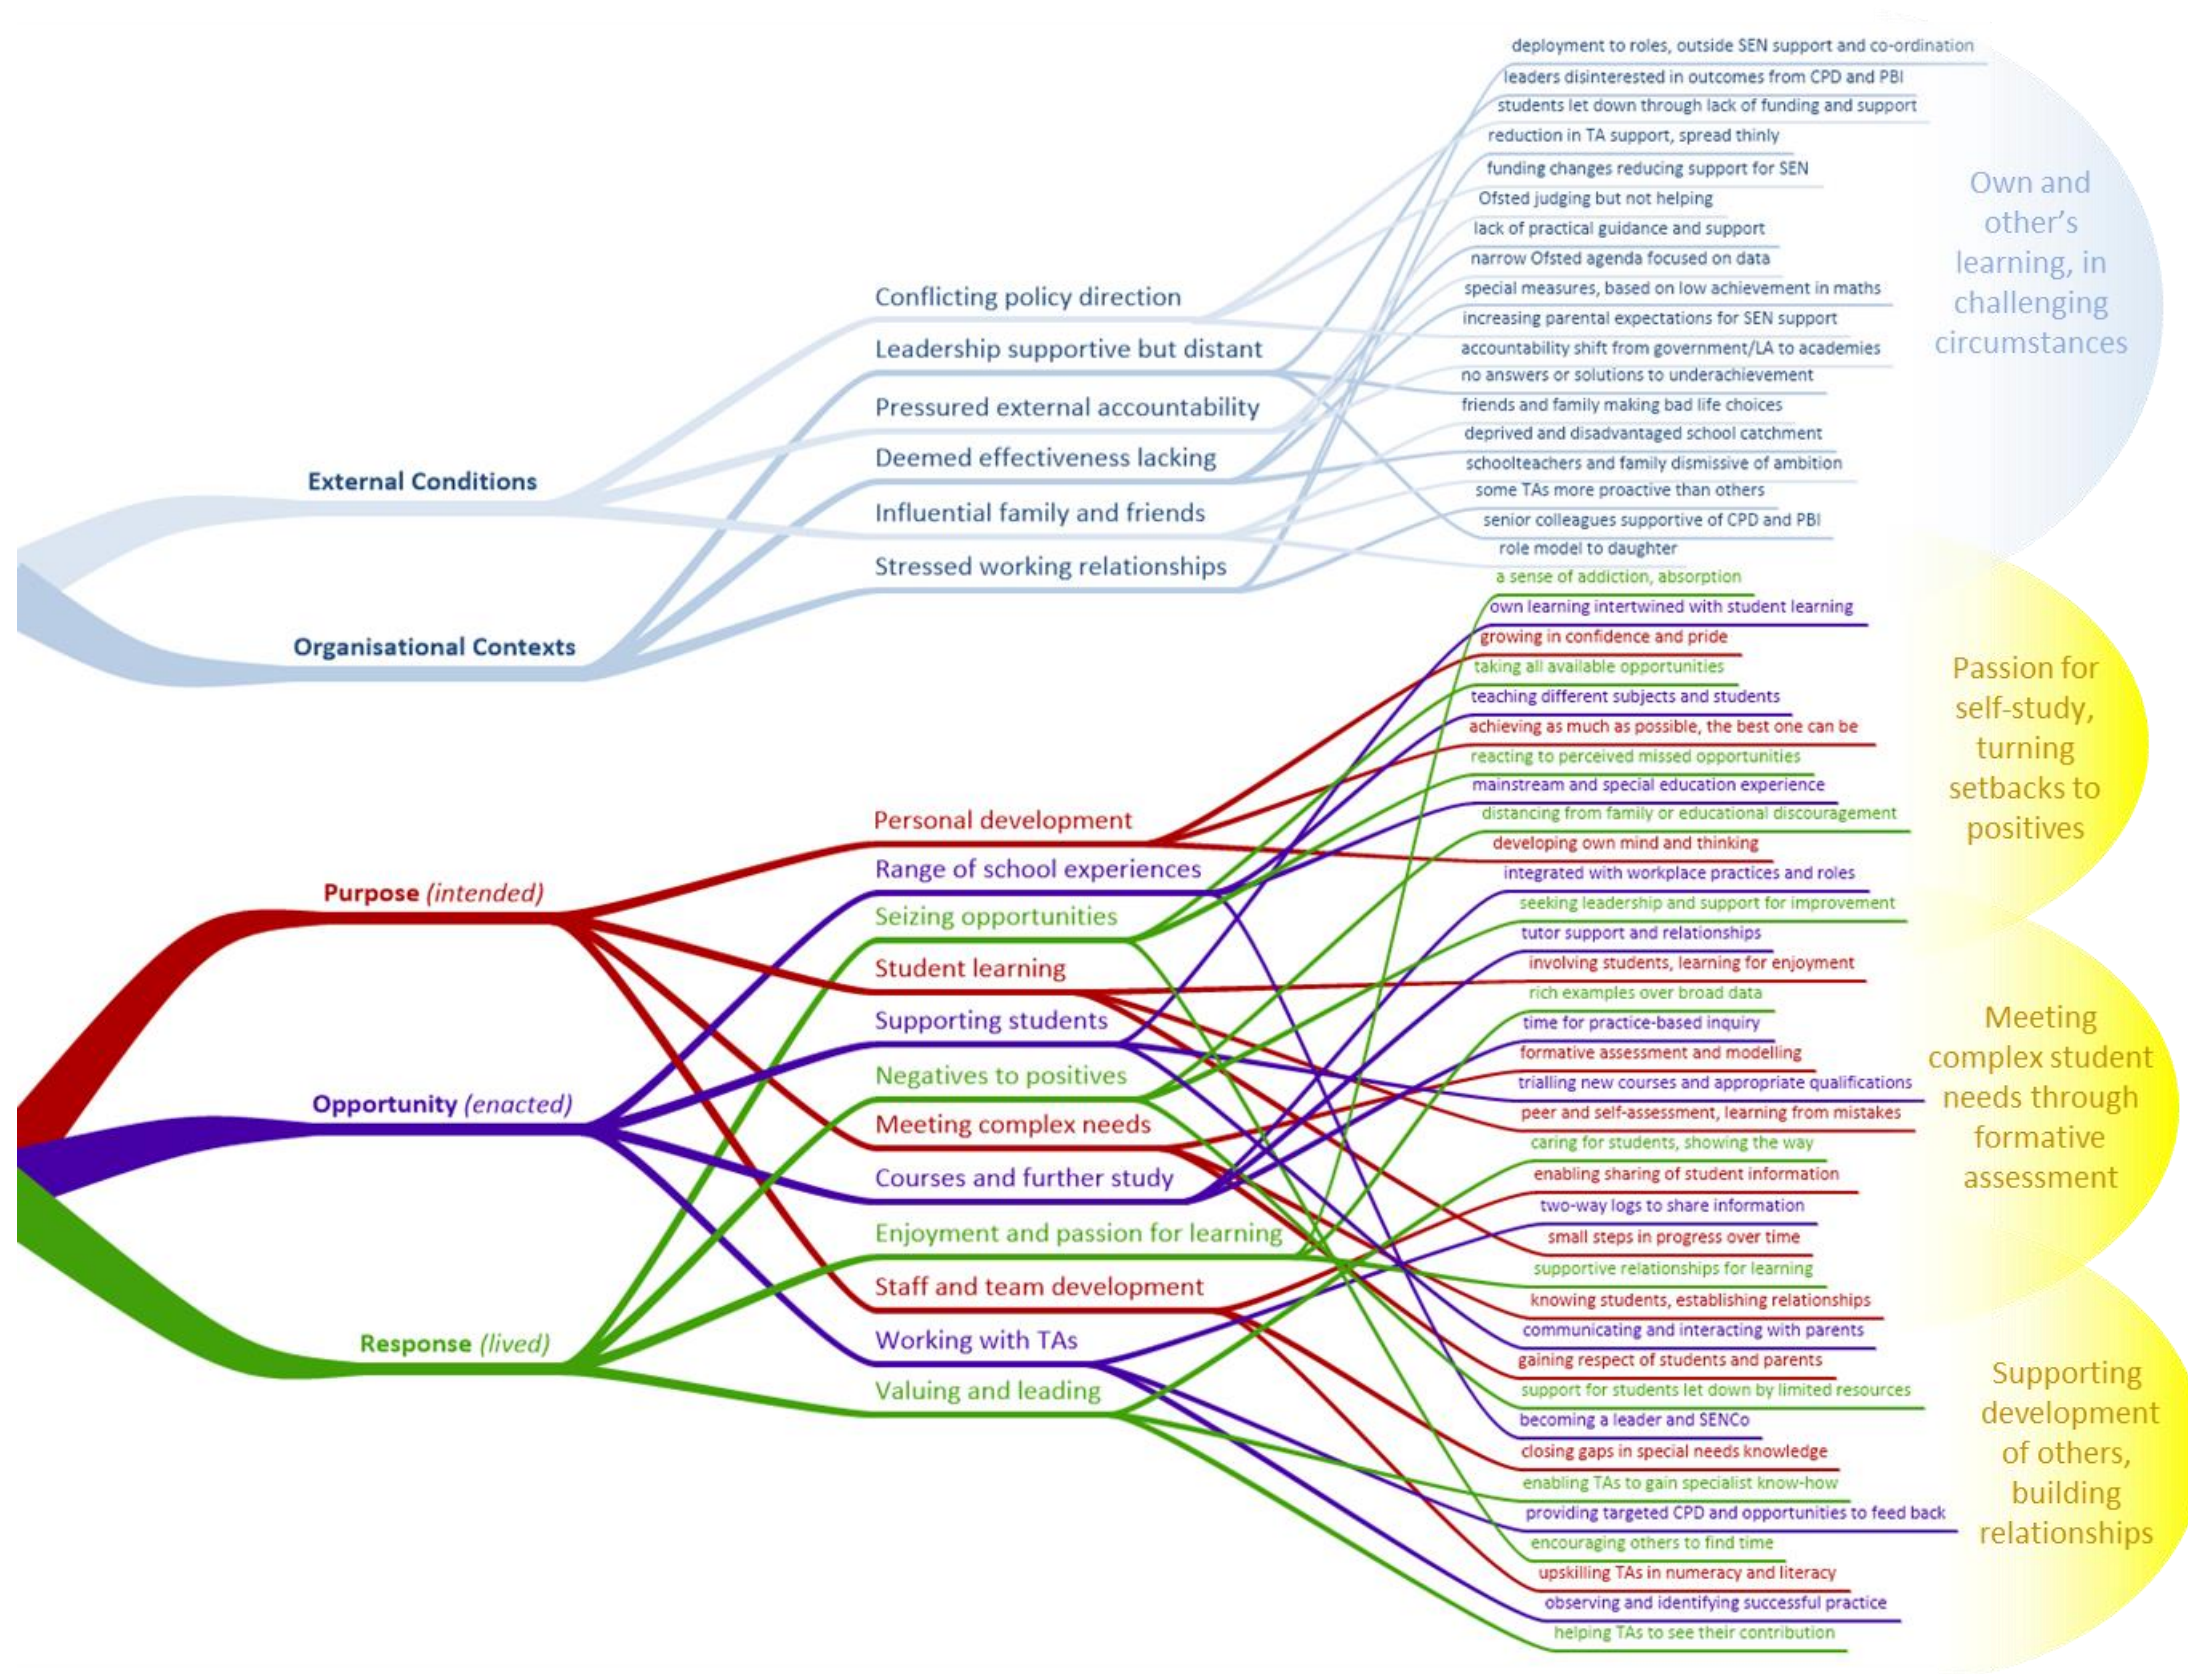 deployment to roles, outside SEN support and co-ordination
leaders disinterested in outcomes from CPD and PBI
students let down through lack of funding and support
reduction in TA support, spread thinly
funding changes reducing support for SEN
Ofsted judging but not helping
lack of practical guidance and support
narrow Ofsted agenda focused on data
special measures, based on low achievement in maths
increasing parental expectations for SEN support
accountability shift from government/LA to academies
no answers or solutions to underachievement
friends and family making bad life choices
deprived and disadvantaged school catchment
schoolteachers and family dismissive of ambition
some TAs more proactive than others
senior colleagues supportive of CPD and PBI
role model to daughter
Own and
other's
learning, in
challenging
circumstances
Conflicting policy direction
Leadership supportive but distant
Pressured external accountability
Deemed effectiveness lacking
Influential family and friends
Stressed working relationships
External Conditions
Organisational Contexts
a sense of addiction, absorption
own learning intertwined with student learning
growing in confidence and pride
taking all available opportunities
teaching different subjects and students
achieving as much as possible, the best one can be
reacting to perceived missed opportunities
mainstream and special education experience
distancing from family or educational discouragement
developing own mind and thinking
integrated with workplace practices and roles
seeking leadership and support for improvement
tutor support and relationships
involving students, learning for enjoyment
rich examples over broad data
time for practice-based inquiry
formative assessment and modelling
trialling new courses and appropriate qualifications
peer and self-assessment, learning from mistakes
caring for students, showing the way
enabling sharing of student information
two-way logs to share information
small steps in progress over time
supportive relationships for learning
knowing students, establishing relationships
communicating and interacting with parents
gaining respect of students and parents
support for students let down by limited resources
becoming a leader and SENCo
closing gaps in special needs knowledge
enabling TAs to gain specialist know-how
providing targeted CPD and opportunities to feed back
encouraging others to find time
upskilling TAs in numeracy and literacy
observing and identifying successful practice
helping TAs to see their contribution
Passion for
self-study,
turning
setbacks to
positives
Meeting
complex student
needs through
formative
assessment
Supporting
development
of others,
building
relationships
Personal development
Range of school experiences
Seizing opportunities
Student learning
Supporting students
Negatives to positives
Meeting complex needs
Courses and further study
Enjoyment and passion for learning
Staff and team development
Working with TAs
Valuing and leading
Purpose (intended)
Opportunity (enacted)
Response (lived)